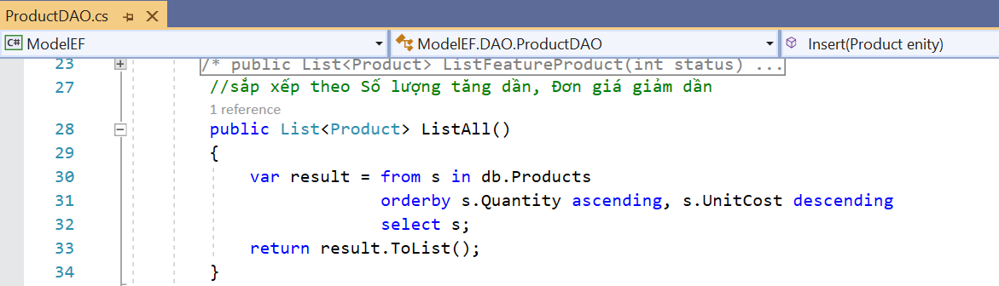 ProductDAO.cs
C# ModelEF ModelEF.DAO.ProductDAO Insert(Product enity)
23 /* public List<Product> ListFeatureProduct(int status) ...
27 //sắp xếp theo Số lượng tăng dần, Đơn giá giảm dần
1 reference
28 public List<Product> ListAll()
29 {
30 var result = from s in db.Products
31 orderby s.Quantity ascending, s.UnitCost descending
32 select s;
33 return result.ToList();
34 }